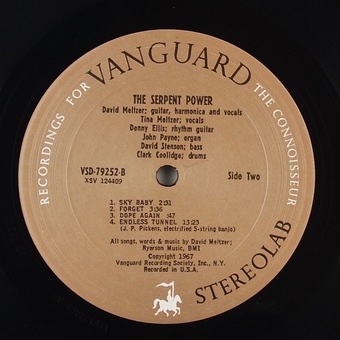 RECORDINGS FOR VANGUARD THE CONNOISSEUR
THE SERPENT POWER
David Meltzer; guitar, harmonica and vocals
Tina Meltzer; vocals
Denny Ellis; rhythm guitar
John Payne; organ
David Stenson; bass
Clark Coolidge; drums
VSD-79252-B
XSV 124409
Side Two
1. SKY BABY 2:31
2. FORGET 3:36
3. DOPE AGAIN :47
4. ENDLESS TUNNEL 13:23
(J. P. Pickens, electrified 5-string banjo)
All songs, words & music by David Meltzer;
Ryerson Music, BMI
Copyright 1967
Vanguard Recording Society, Inc., N.Y.
Recorded in U.S.A.
STEREOLAB